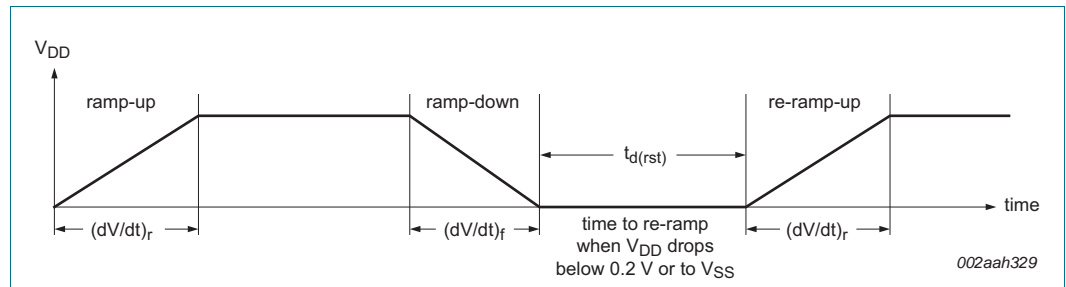 VDD
ramp-up
ramp-down
re-ramp-up
td(rst)
time
(dV/dt)r
(dV/dt)f
time to re-ramp
when VDD drops
below 0.2 V or to VSS
(dV/dt)r
002aah329